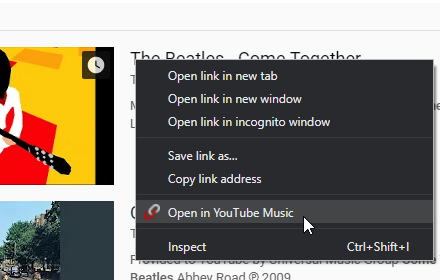 The Beatles - Come Together
Open link in new tab
Open link in new window
Open link in incognito window
Save link as...
Copy link address
Open in YouTube Music
Inspect Ctrl+Shift+I
Provided to YouTube by Universal Music Group
Beatles Abbey Road ℗ 2009